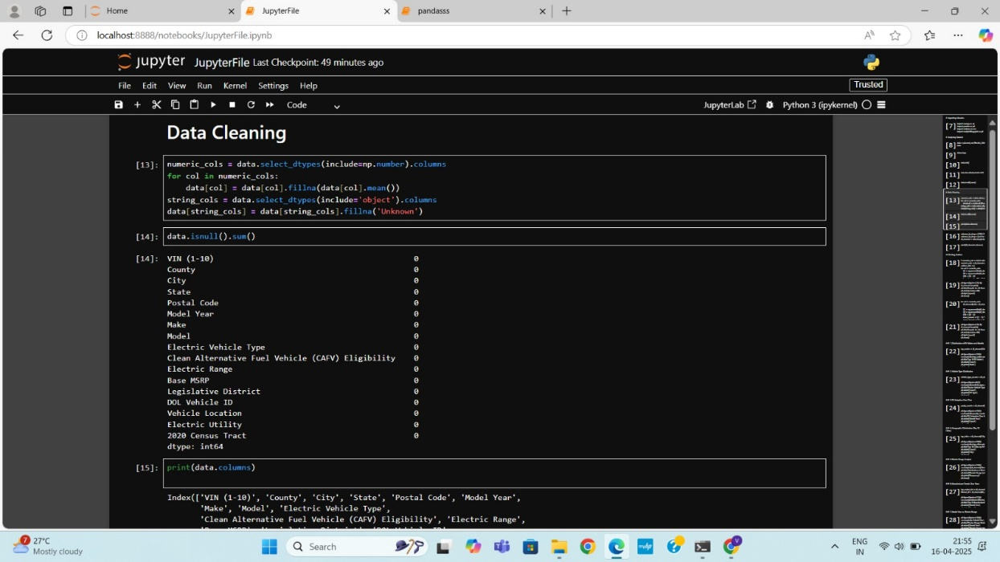 Home
JupyterFile
pandasss
localhost:8888/notebooks/JupyterFile.ipynb
jupyter JupyterFile Last Checkpoint: 49 minutes ago
File Edit View Run Kernel Settings Help
Trusted
Code
JupyterLab
Python 3 (ipykernel)
Data Cleaning
[13]: numeric_cols = data.select_dtypes(include=np.number).columns
for col in numeric_cols:
    data[col] = data[col].fillna(data[col].mean())
string_cols = data.select_dtypes(include='object').columns
data[string_cols] = data[string_cols].fillna('Unknown')
[14]: data.isnull().sum()
[14]: VIN (1-10) 0
County 0
City 0
State 0
Postal Code 0
Model Year 0
Make 0
Model 0
Electric Vehicle Type 0
Clean Alternative Fuel Vehicle (CAFV) Eligibility 0
Electric Range 0
Base MSRP 0
Legislative District 0
DOL Vehicle ID 0
Vehicle Location 0
Electric Utility 0
2020 Census Tract 0
dtype: int64
[15]: print(data.columns)
Index(['VIN (1-10)', 'County', 'City', 'State', 'Postal Code', 'Model Year',
'Make', 'Model', 'Electric Vehicle Type',
'Clean Alternative Fuel Vehicle (CAFV) Eligibility', 'Electric Range',
[7]
[8]
[9]
[10]
[11]
[12]
[13]
[14]
[15]
[16]
[17]
[18]
[19]
[20]
[21]
[22]
[23]
[24]
[25]
[26]
[27]
[28]
7
27°C
Mostly cloudy
Search
ENG
IN
21:55
16-04-2025